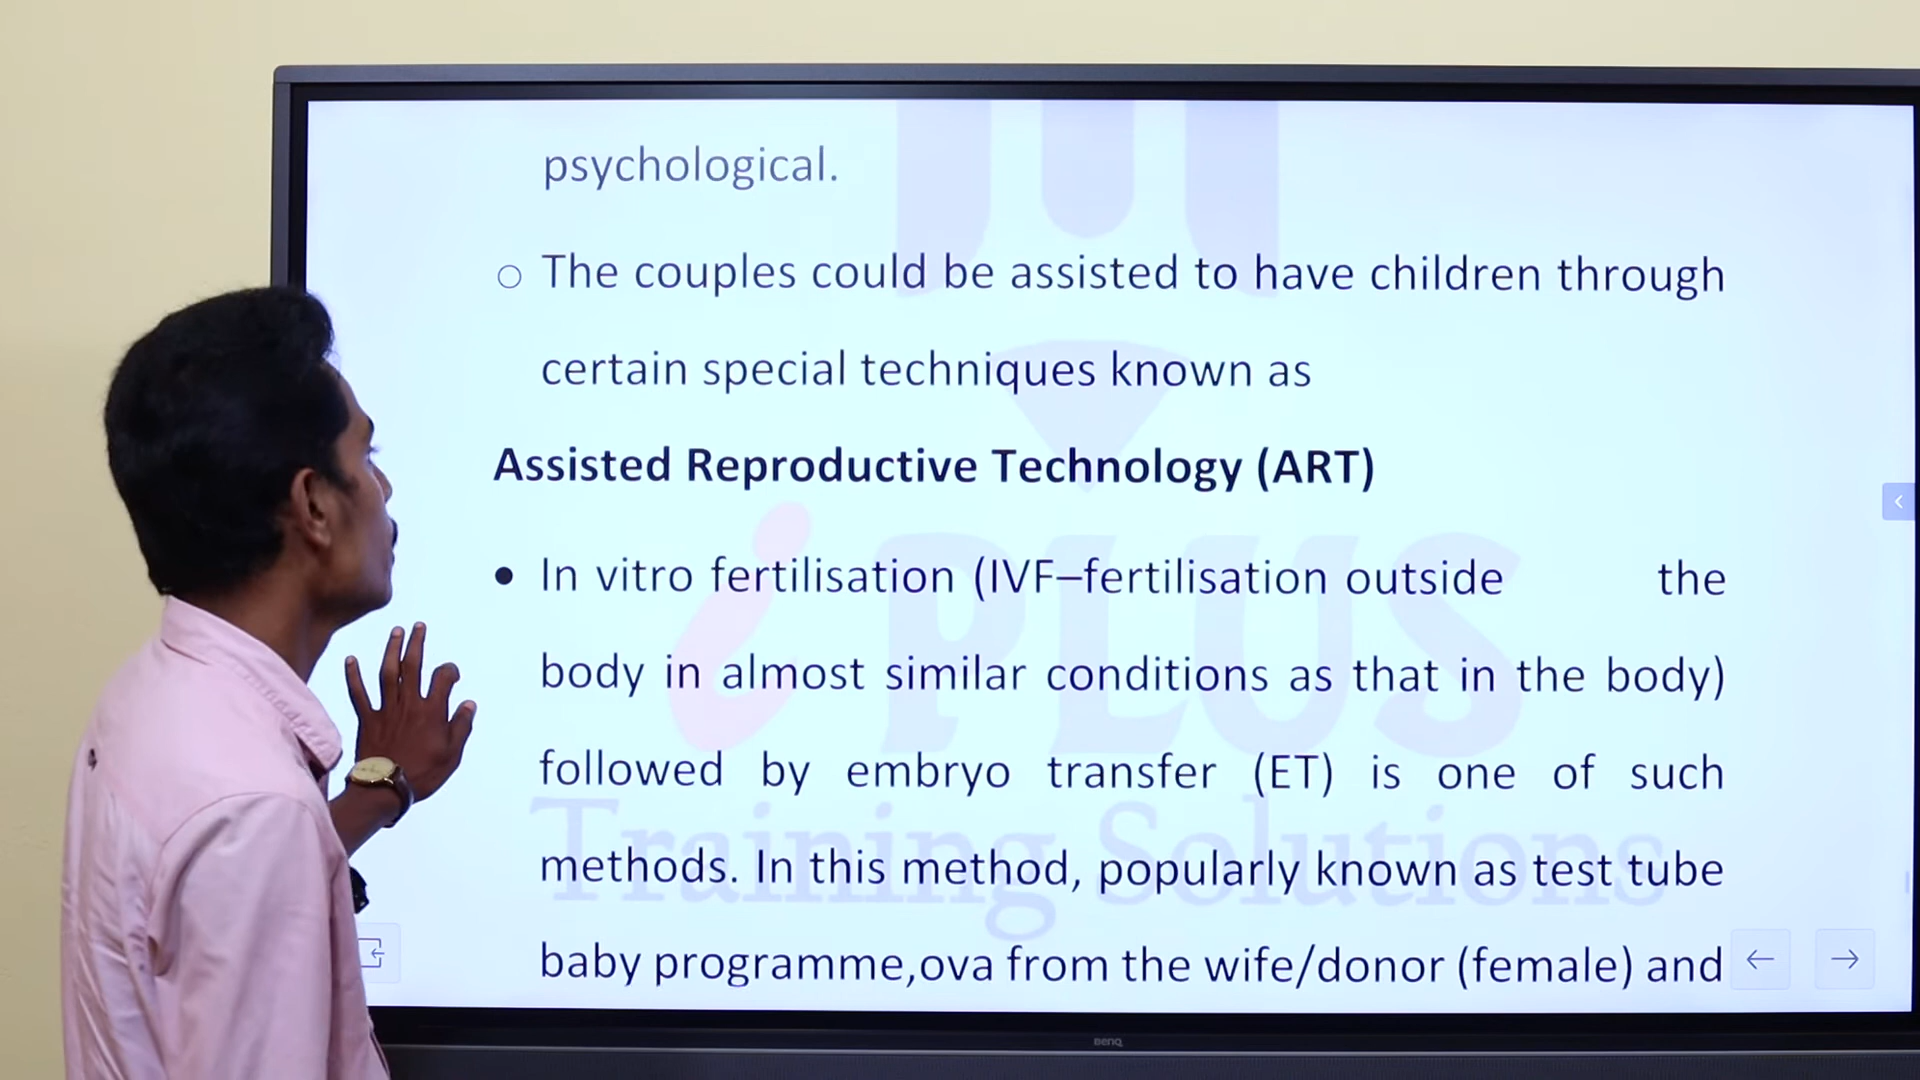 psychological.
○ The couples could be assisted to have children through
certain special techniques known as
Assisted Reproductive Technology (ART)
• In vitro fertilisation (IVF–fertilisation outside the
body in almost similar conditions as that in the body)
followed by embryo transfer (ET) is one of such
methods. In this method, popularly known as test tube
baby programme,ova from the wife/donor (female) and
i PLUS
Training Solutions
BenQ